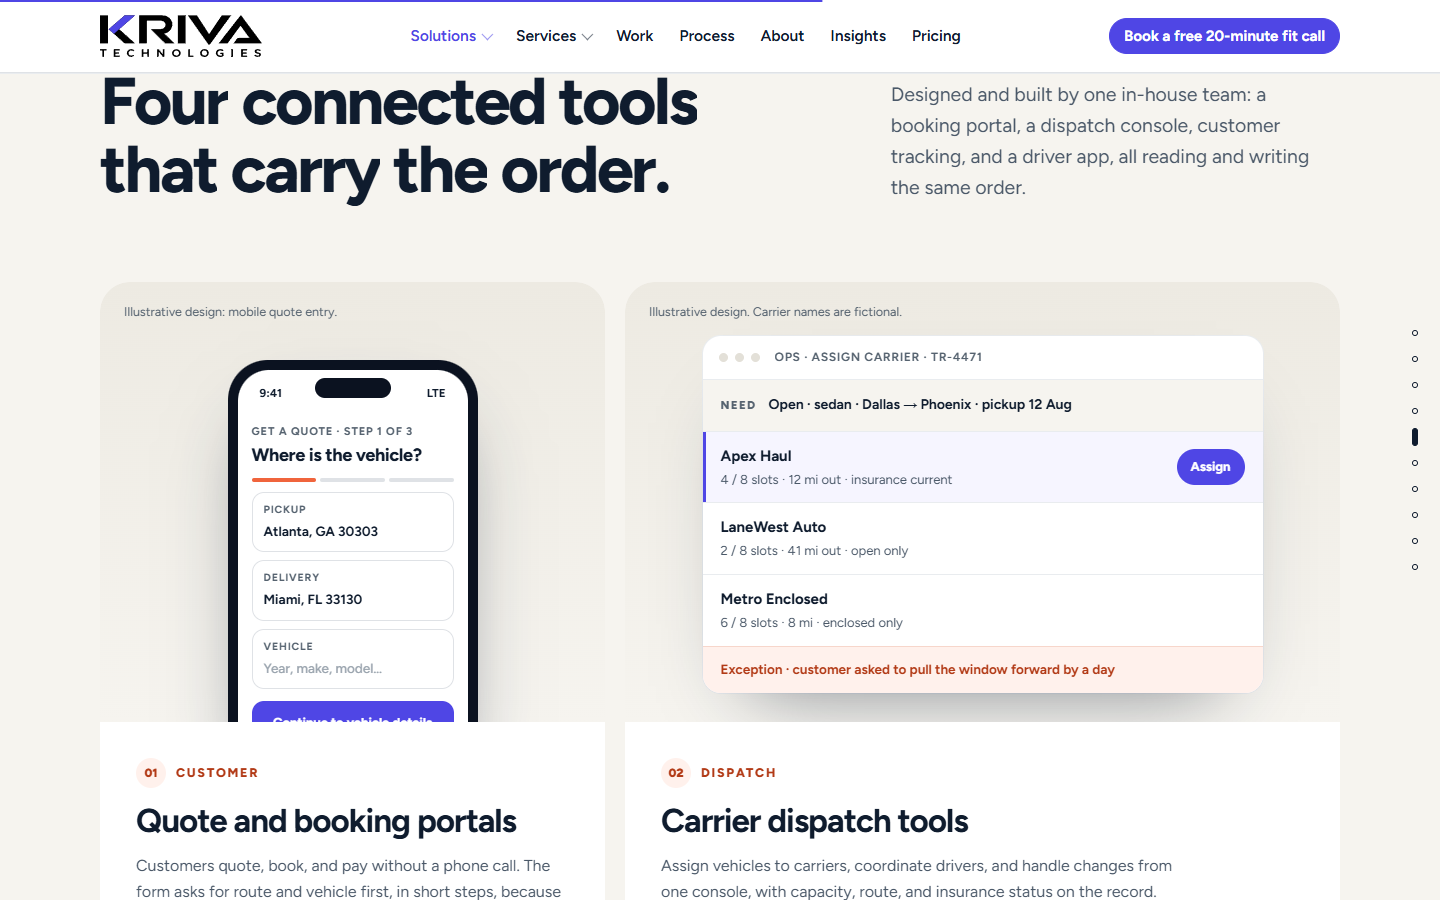 KRIVA
TECHNOLOGIES
Solutions
Services
Work
Process
About
Insights
Pricing
Book a free 20-minute fit call
Four connected tools
that carry the order.
Designed and built by one in-house team: a
booking portal, a dispatch console, customer
tracking, and a driver app, all reading and writing
the same order.
Illustrative design: mobile quote entry.
9:41
LTE
GET A QUOTE · STEP 1 OF 3
Where is the vehicle?
PICKUP
Atlanta, GA 30303
DELIVERY
Miami, FL 33130
VEHICLE
Year, make, model...
Continue to vehicle details
01 CUSTOMER
Quote and booking portals
Customers quote, book, and pay without a phone call. The
form asks for route and vehicle first, in short steps, because
Illustrative design. Carrier names are fictional.
OPS · ASSIGN CARRIER · TR-4471
NEED Open · sedan · Dallas → Phoenix · pickup 12 Aug
Apex Haul
4 / 8 slots · 12 mi out · insurance current
Assign
LaneWest Auto
2 / 8 slots · 41 mi out · open only
Metro Enclosed
6 / 8 slots · 8 mi · enclosed only
Exception · customer asked to pull the window forward by a day
02 DISPATCH
Carrier dispatch tools
Assign vehicles to carriers, coordinate drivers, and handle changes from
one console, with capacity, route, and insurance status on the record.